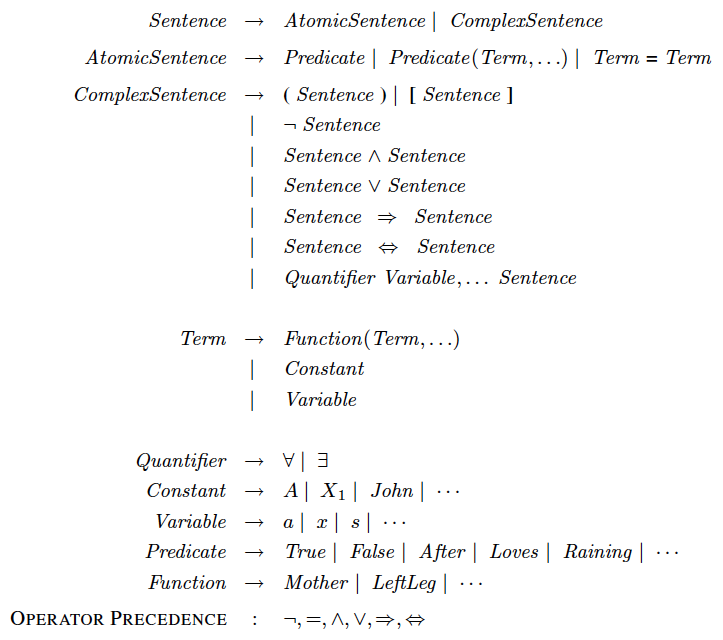 Sentence → AtomicSentence | ComplexSentence
AtomicSentence → Predicate | Predicate(Term,...) | Term = Term
ComplexSentence → ( Sentence ) | [ Sentence ]
| ¬ Sentence
| Sentence ∧ Sentence
| Sentence ∨ Sentence
| Sentence ⇒ Sentence
| Sentence ⇔ Sentence
| Quantifier Variable,... Sentence
Term → Function(Term,...)
| Constant
| Variable
Quantifier → ∀ | ∃
Constant → A | X₁ | John | ⋯
Variable → a | x | s | ⋯
Predicate → True | False | After | Loves | Raining | ⋯
Function → Mother | LeftLeg | ⋯
OPERATOR PRECEDENCE : ¬,=,∧,∨,⇒,⇔